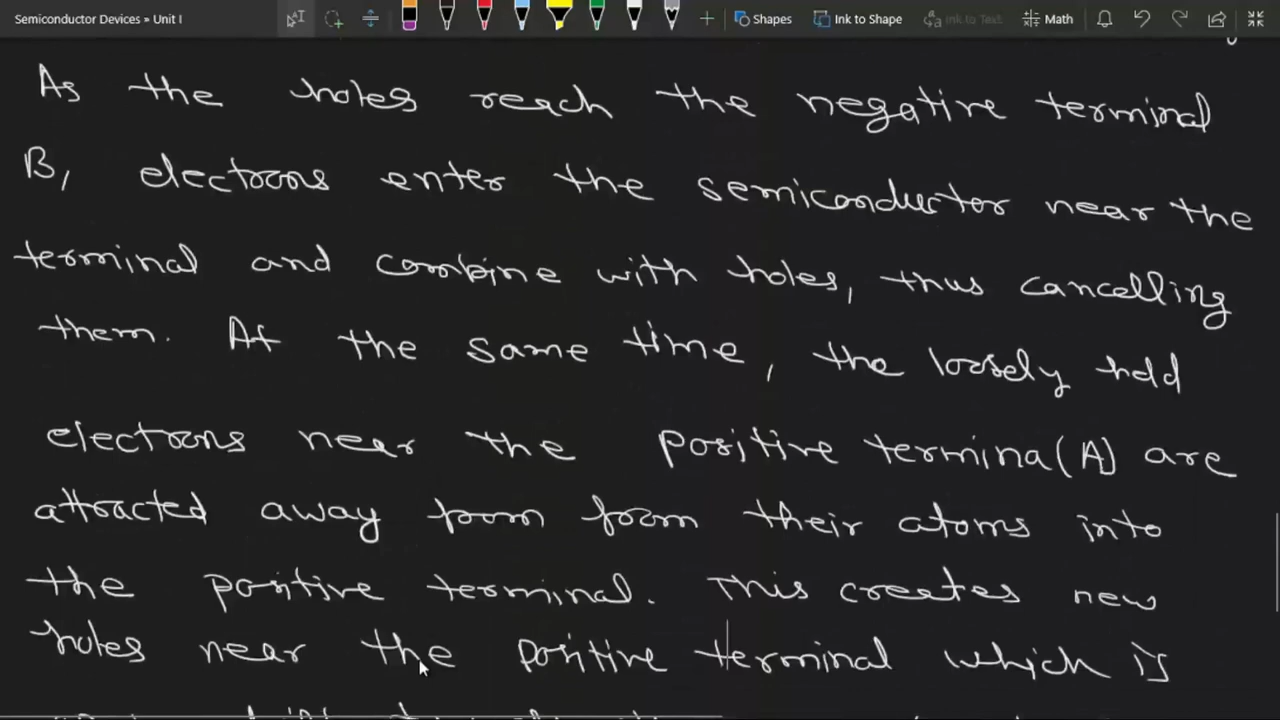 Semiconductor Devices » Unit I
Shapes Ink to Shape Ink to Text Math
As the holes reach the negative terminal
B, electrons enter the semiconductor near the
terminal and combine with holes, thus cancelling
them. At the same time, the loosely held
electrons near the positive termina(A) are
attracted away from from their atoms into
the positive terminal. This creates new
holes near the positive terminal which is